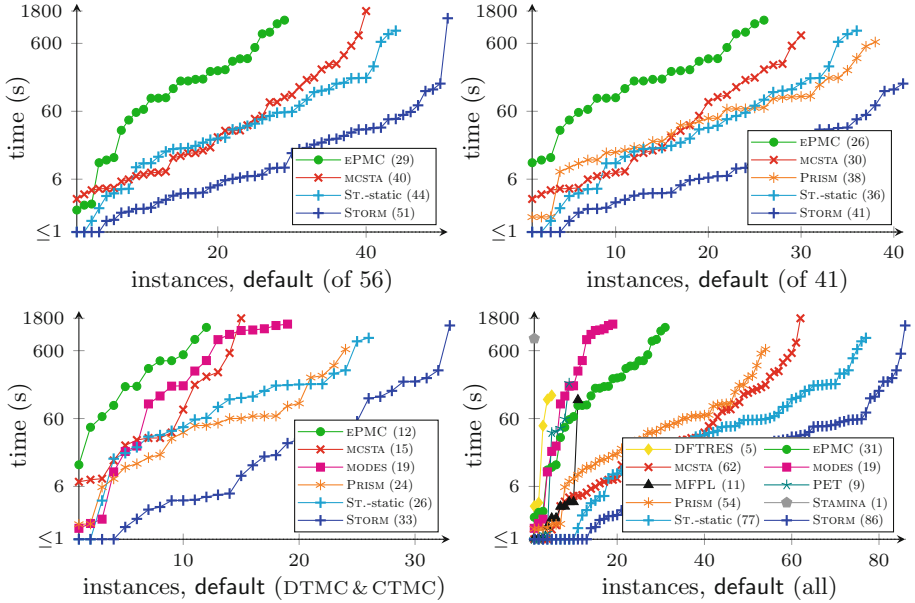 1800
600
60
6
≤1
time (s)
20
40
instances, default (of 56)
EPMC (29)
MCSTA (40)
ST.-static (44)
STORM (51)
1800
600
60
6
≤1
time (s)
10
20
30
40
instances, default (of 41)
EPMC (26)
MCSTA (30)
PRISM (38)
ST.-static (36)
STORM (41)
1800
600
60
6
≤1
time (s)
10
20
30
instances, default (DTMC & CTMC)
EPMC (12)
MCSTA (15)
MODES (19)
PRISM (24)
ST.-static (26)
STORM (33)
1800
600
60
6
≤1
time (s)
20
40
60
80
instances, default (all)
DFTRES (5)
EPMC (31)
MCSTA (62)
MODES (19)
MFPL (11)
PET (9)
PRISM (54)
STAMINA (1)
ST.-static (77)
STORM (86)